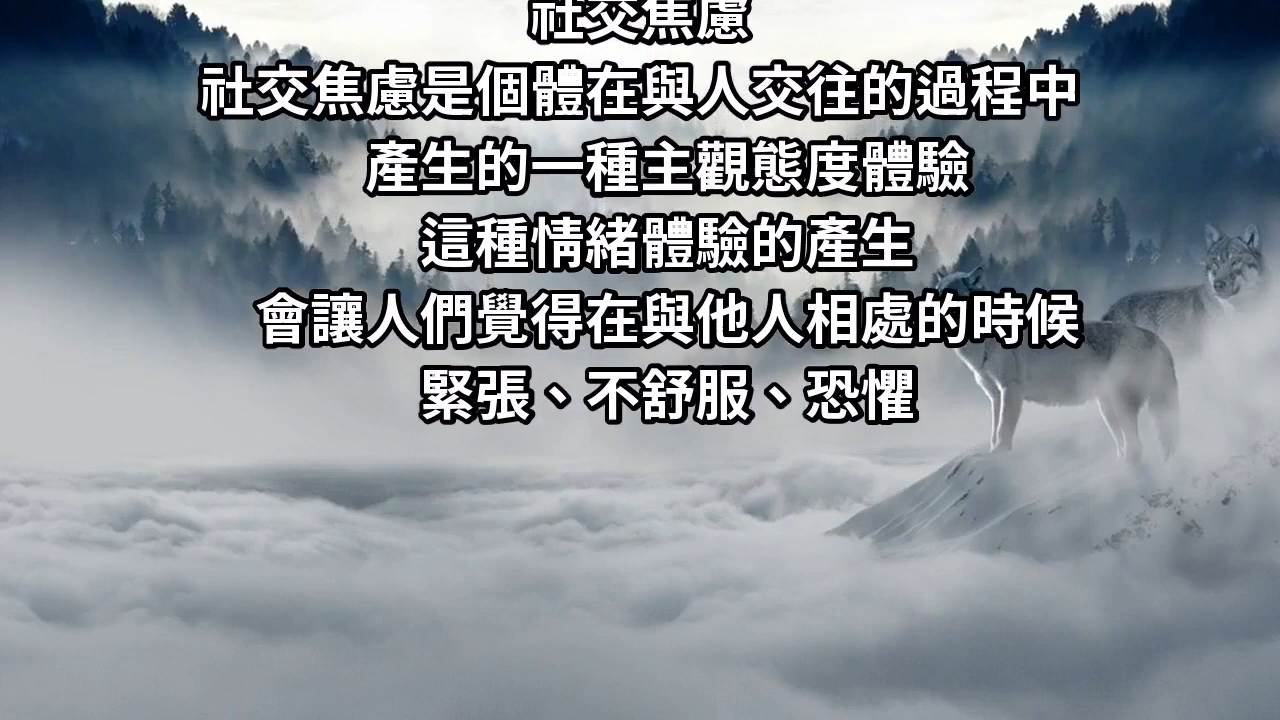 社交焦慮
社交焦慮是個體在與人交往的過程中
產生的一種主觀態度體驗
這種情緒體驗的產生
會讓人們覺得在與他人相處的時候
緊張、不舒服、恐懼